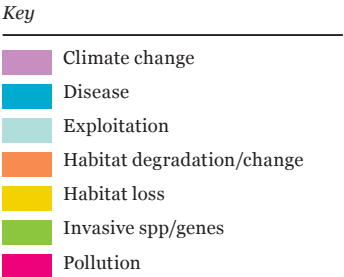 Key
Climate change
Disease
Exploitation
Habitat degradation/change
Habitat loss
Invasive spp/genes
Pollution